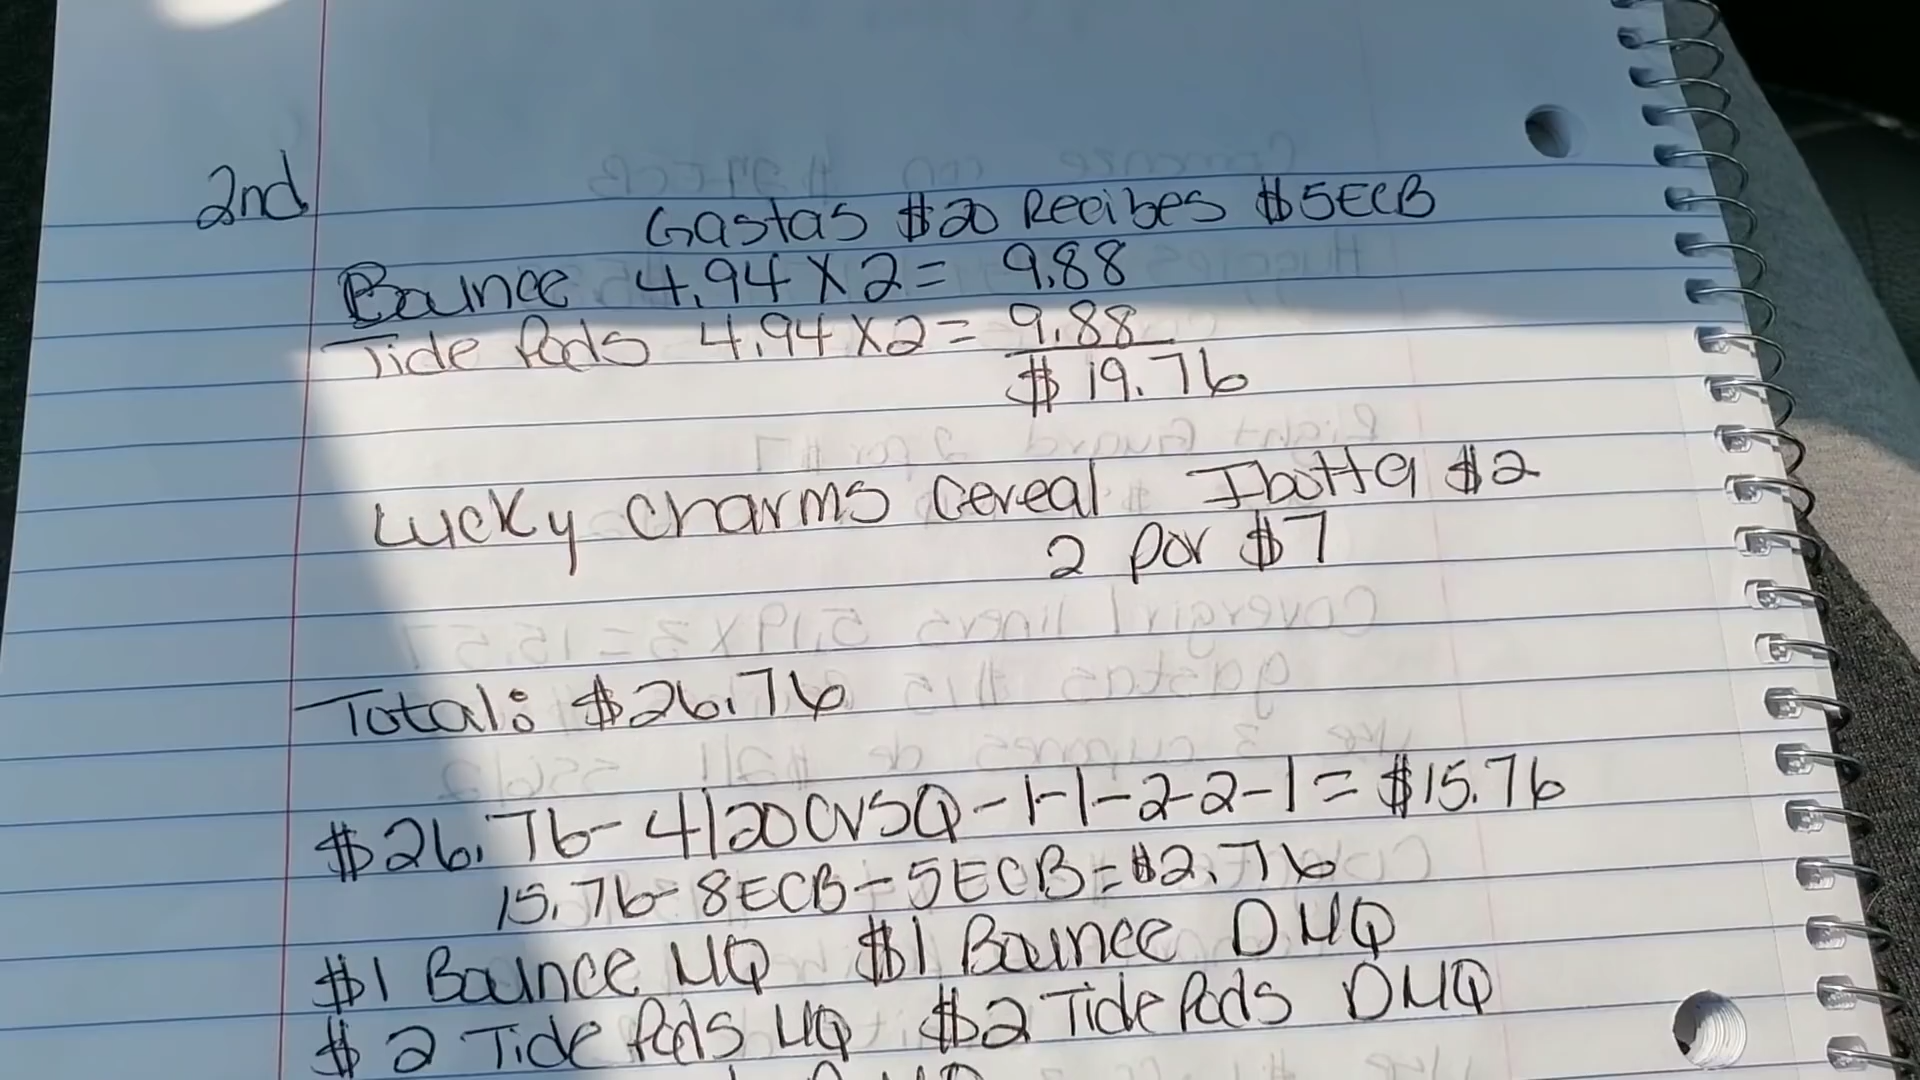 2nd
Gastas $20 Recibes $5ECB
Bounce 4.94 X 2 = 9.88
Tide Pods 4.94 X 2 = 9.88
$ 19.76
Lucky Charms Cereal Ibotta $2
2 por $7
Total: $26.76
$26.76 - 4|20 CVSQ - 1 - 1 - 2 - 2 - 1 = $15.76
15.76 - 8ECB - 5ECB = $2.76
$1 Bounce MQ $1 Bounce DMQ
$2 Tide Pods MQ $2 Tide Pods DMQ